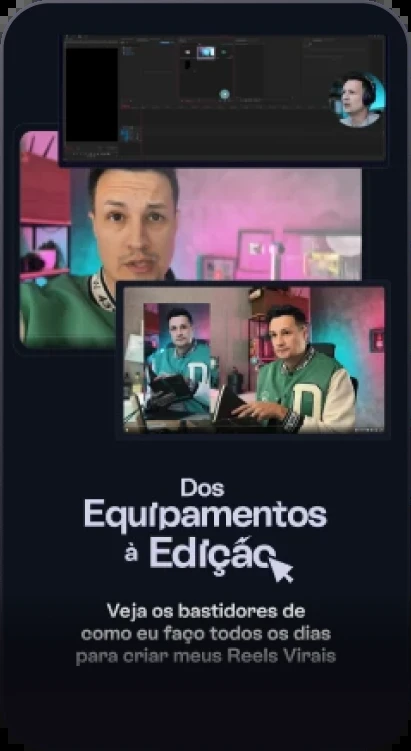 Dos
Equipamentos
à Edição
Veja os bastidores de
como eu faço todos os dias
para criar meus Reels Virais